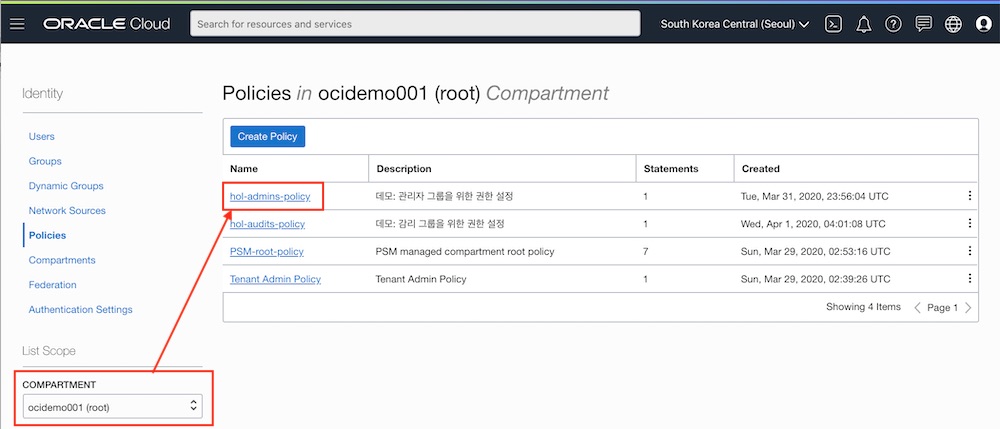 ORACLE Cloud
Search for resources and services
South Korea Central (Seoul)
Identity
Users
Groups
Dynamic Groups
Network Sources
Policies
Compartments
Federation
Authentication Settings
List Scope
COMPARTMENT
ocidemo001 (root)
Policies in ocidemo001 (root) Compartment
Create Policy
Name Description Statements Created
hol-admins-policy 데모: 관리자 그룹을 위한 권한 설정 1 Tue, Mar 31, 2020, 23:56:04 UTC
hol-audits-policy 데모: 감리 그룹을 위한 권한 설정 1 Wed, Apr 1, 2020, 04:01:08 UTC
PSM-root-policy PSM managed compartment root policy 7 Sun, Mar 29, 2020, 02:53:16 UTC
Tenant Admin Policy Tenant Admin Policy 1 Sun, Mar 29, 2020, 02:39:26 UTC
Showing 4 Items Page 1